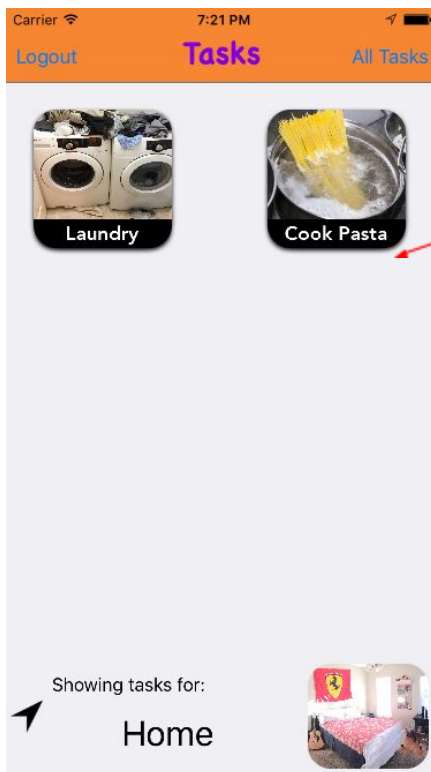 Carrier 7:21 PM
Logout Tasks All Tasks
Laundry Cook Pasta
Showing tasks for:
Home